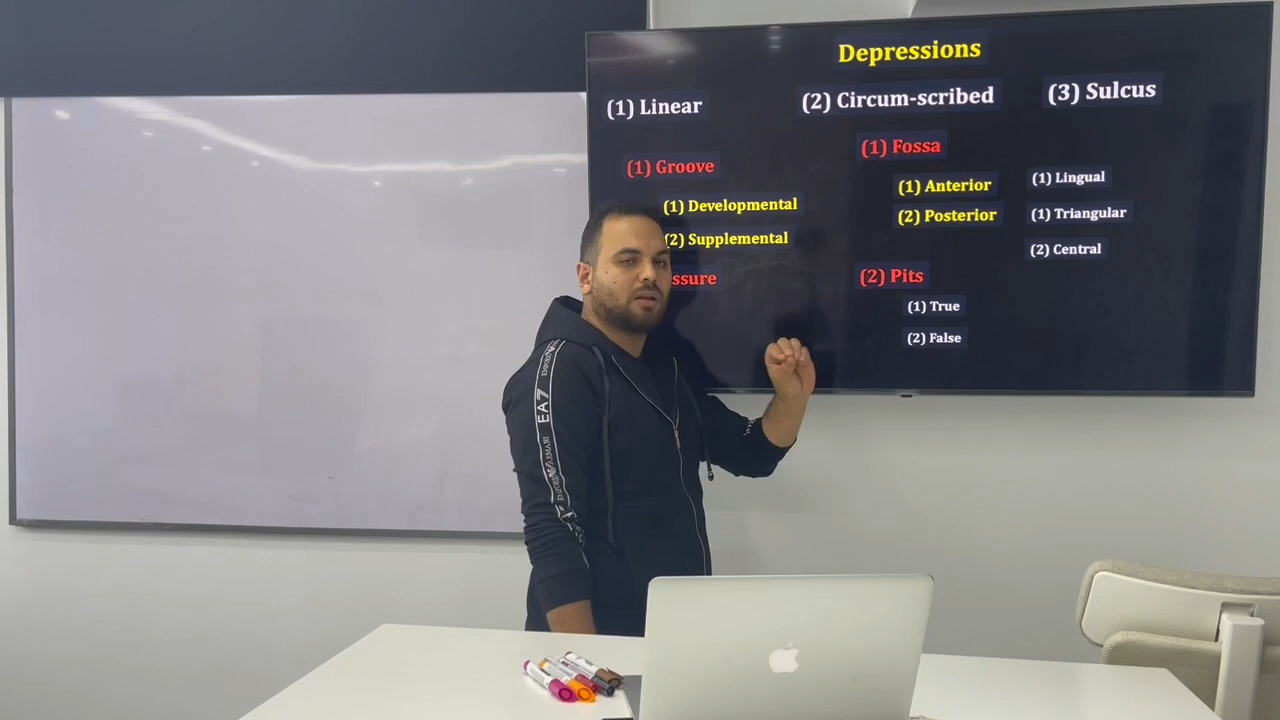 Depressions
(1) Linear
(2) Circum-scribed
(3) Sulcus
(1) Groove
(1) Developmental
(2) Supplemental
ssure
(1) Fossa
(1) Anterior
(1) Lingual
(2) Posterior
(1) Triangular
(2) Central
(2) Pits
(1) True
(2) False
EA7